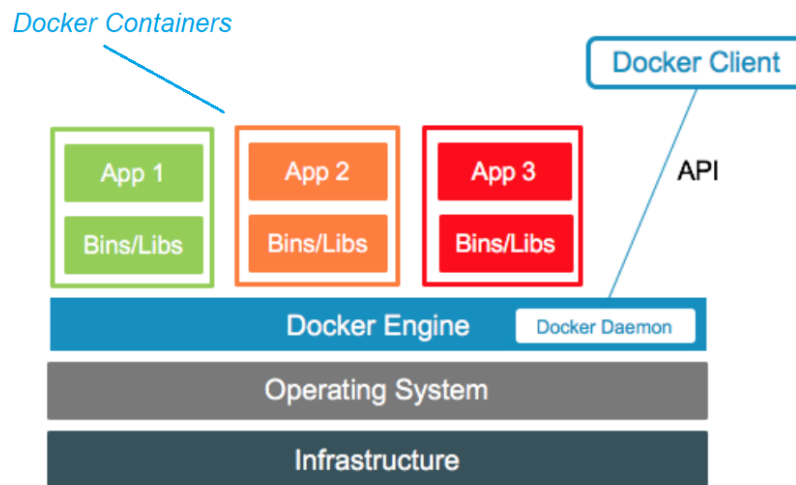 Docker Containers
Docker Client
App 1
App 2
App 3
API
Bins/Libs
Bins/Libs
Bins/Libs
Docker Engine
Docker Daemon
Operating System
Infrastructure